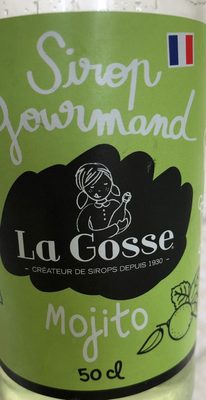 Sirop
Gourmand
La Gosse
- CRÉATEUR DE SIROPS DEPUIS 1930 -
Mojito
50 cl